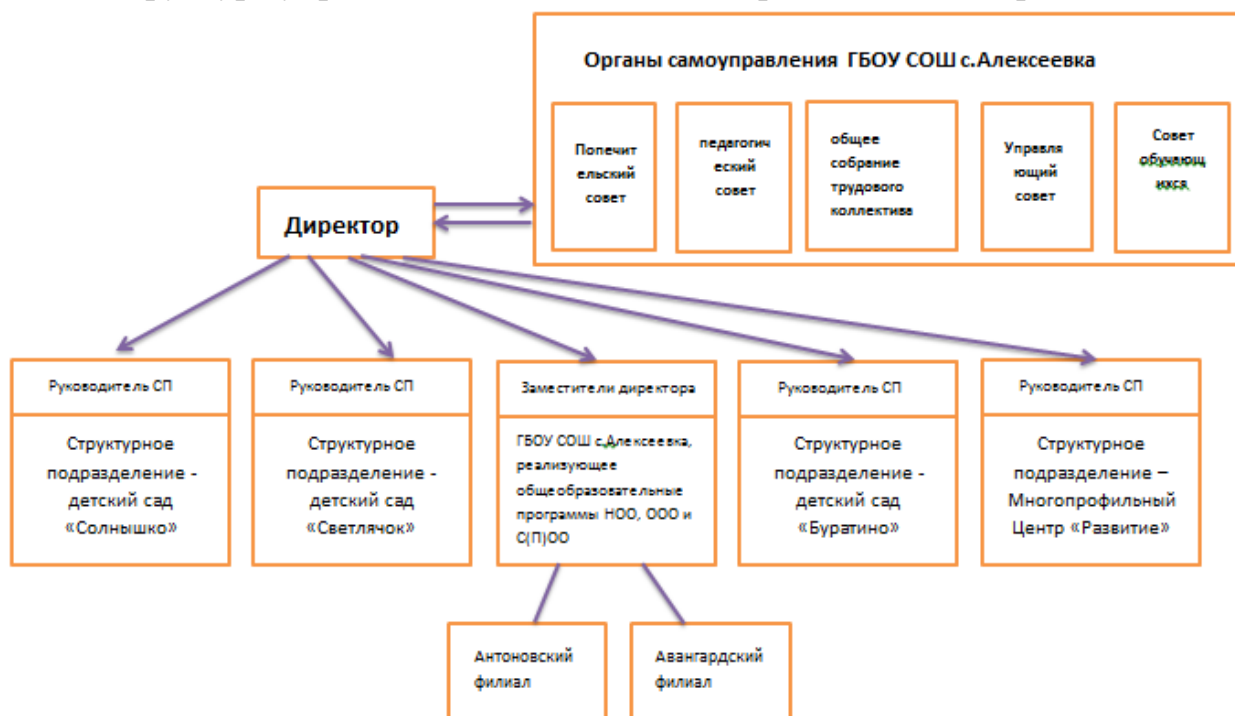 Органы самоуправления ГБОУ СОШ с.Алексеевка
Попечит
ельский
совет
педагогич
еский
совет
общее
собрание
трудового
коллектива
Управля
ющий
совет
Совет
обучающ
ихся
Директор
Руководитель СП
Структурное
подразделение -
детский сад
«Солнышко»
Руководитель СП
Структурное
подразделение -
детский сад
«Светлячок»
Заместители директора
ГБОУ СОШ с.Алексеевка,
реализующее
общеобразовательные
программы НОО, ООО и
С(П)ОО
Руководитель СП
Структурное
подразделение -
детский сад
«Буратино»
Руководитель СП
Структурное
подразделение –
Многопрофильный
Центр «Развитие»
Антоновский
филиал
Авангардский
филиал